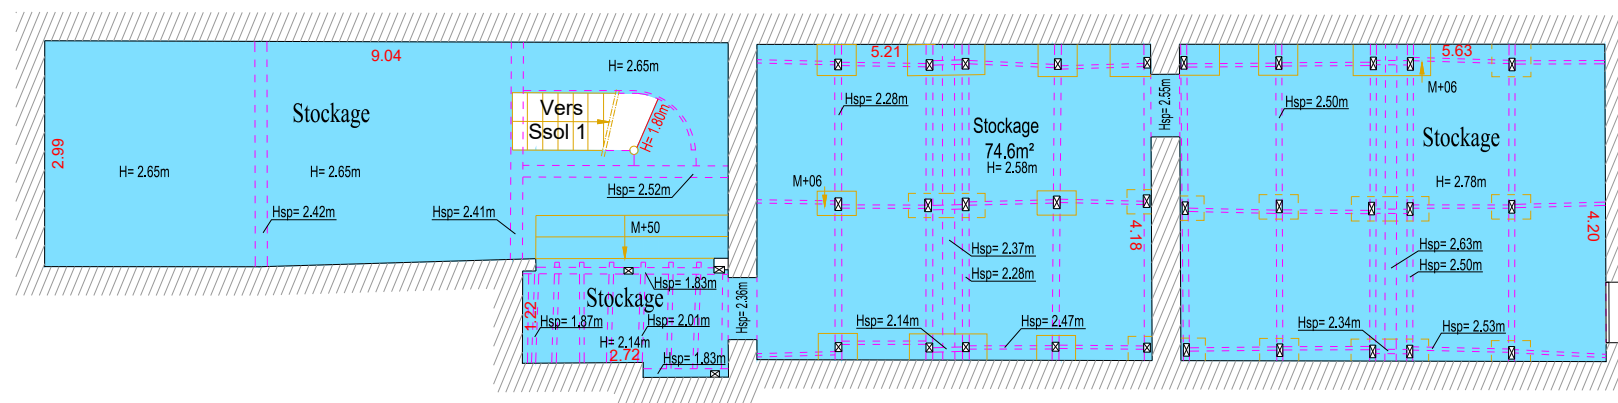 9.04
Stockage
2.99
H= 2.65m
H= 2.65m
H= 2.65m
Vers
Ssol 1
H= 1.80m
Hsp= 2.52m
Hsp= 2.42m
Hsp= 2.41m
M+50
Stockage
Hsp= 1.83m
1.22
Hsp= 1.87m
Hsp= 2.01m
H= 2.14m
2.72
Hsp= 1.83m
Hsp= 2.36m
5.21
Hsp= 2.28m
Stockage
74.6m²
H= 2.58m
M+06
4.18
Hsp= 2.37m
Hsp= 2.28m
Hsp= 2.14m
Hsp= 2.47m
Hsp= 2.55m
5.63
M+06
Hsp= 2.50m
Stockage
H= 2.78m
4.20
Hsp= 2.63m
Hsp= 2.50m
Hsp= 2.34m
Hsp= 2.53m